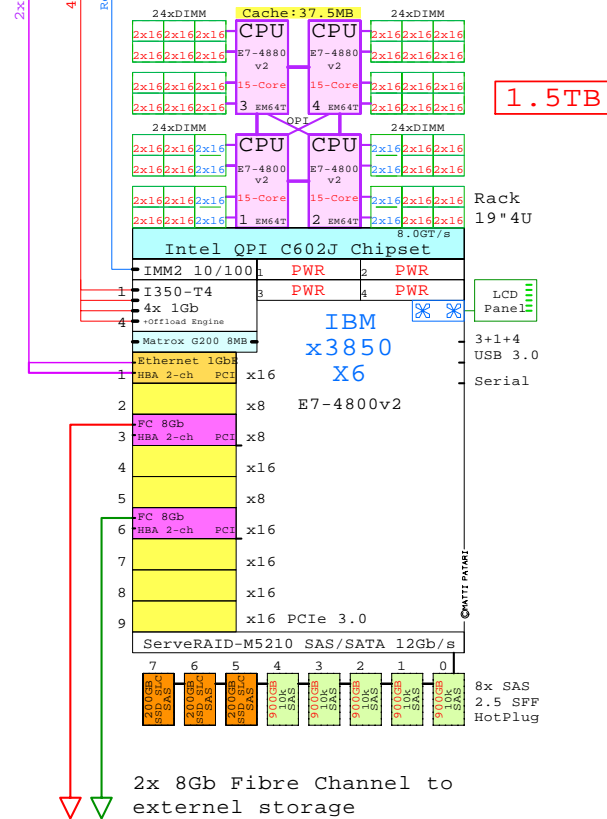 2x
4
R
24xDIMM Cache:37.5MB 24xDIMM
CPU CPU
2x16 2x16 2x16 E7-4880 v2 E7-4880 v2 2x16 2x16 2x16
2x16 2x16 2x16 2x16 2x16 2x16
2x16 2x16 2x16 15-Core 15-Core 2x16 2x16 2x16
2x16 2x16 2x16 3 EM64T 4 EM64T 2x16 2x16 2x16
1.5TB
QPI
24xDIMM 24xDIMM
CPU CPU
2x16 2x16 2x16 E7-4800 v2 E7-4800 v2 2x16 2x16 2x16
2x16 2x16 2x16 2x16 2x16 2x16
2x16 2x16 2x16 15-Core 15-Core 2x16 2x16 2x16
2x16 2x16 2x16 1 EM64T 2 EM64T 2x16 2x16 2x16
Rack
19"4U
8.0GT/s
Intel QPI C602J Chipset
IMM2 10/100 1 PWR 2 PWR
1 I350-T4 3 PWR 4 PWR
4x 1Gb
4 +Offload Engine
LCD
Panel
IBM
x3850
X6
E7-4800v2
Matrox G200 8MB
3+1+4
USB 3.0
Serial
Ethernet 1GbE
1 HBA 2-ch PCI x16
2 x8
FC 8Gb
3 HBA 2-ch PCI x8
4 x16
5 x8
FC 8Gb
6 HBA 2-ch PCI x16
7 x16
8 x16
9 x16 PCIe 3.0
©MATTI PATARI
ServeRAID-M5210 SAS/SATA 12Gb/s
7 6 5 4 3 2 1 0
200GB SSD SLC SAS
200GB SSD SLC SAS
200GB SSD SLC SAS
900GB 10k SAS
900GB 10k SAS
900GB 10k SAS
900GB 10k SAS
900GB 10k SAS
8x SAS
2.5 SFF
HotPlug
2x 8Gb Fibre Channel to
externel storage